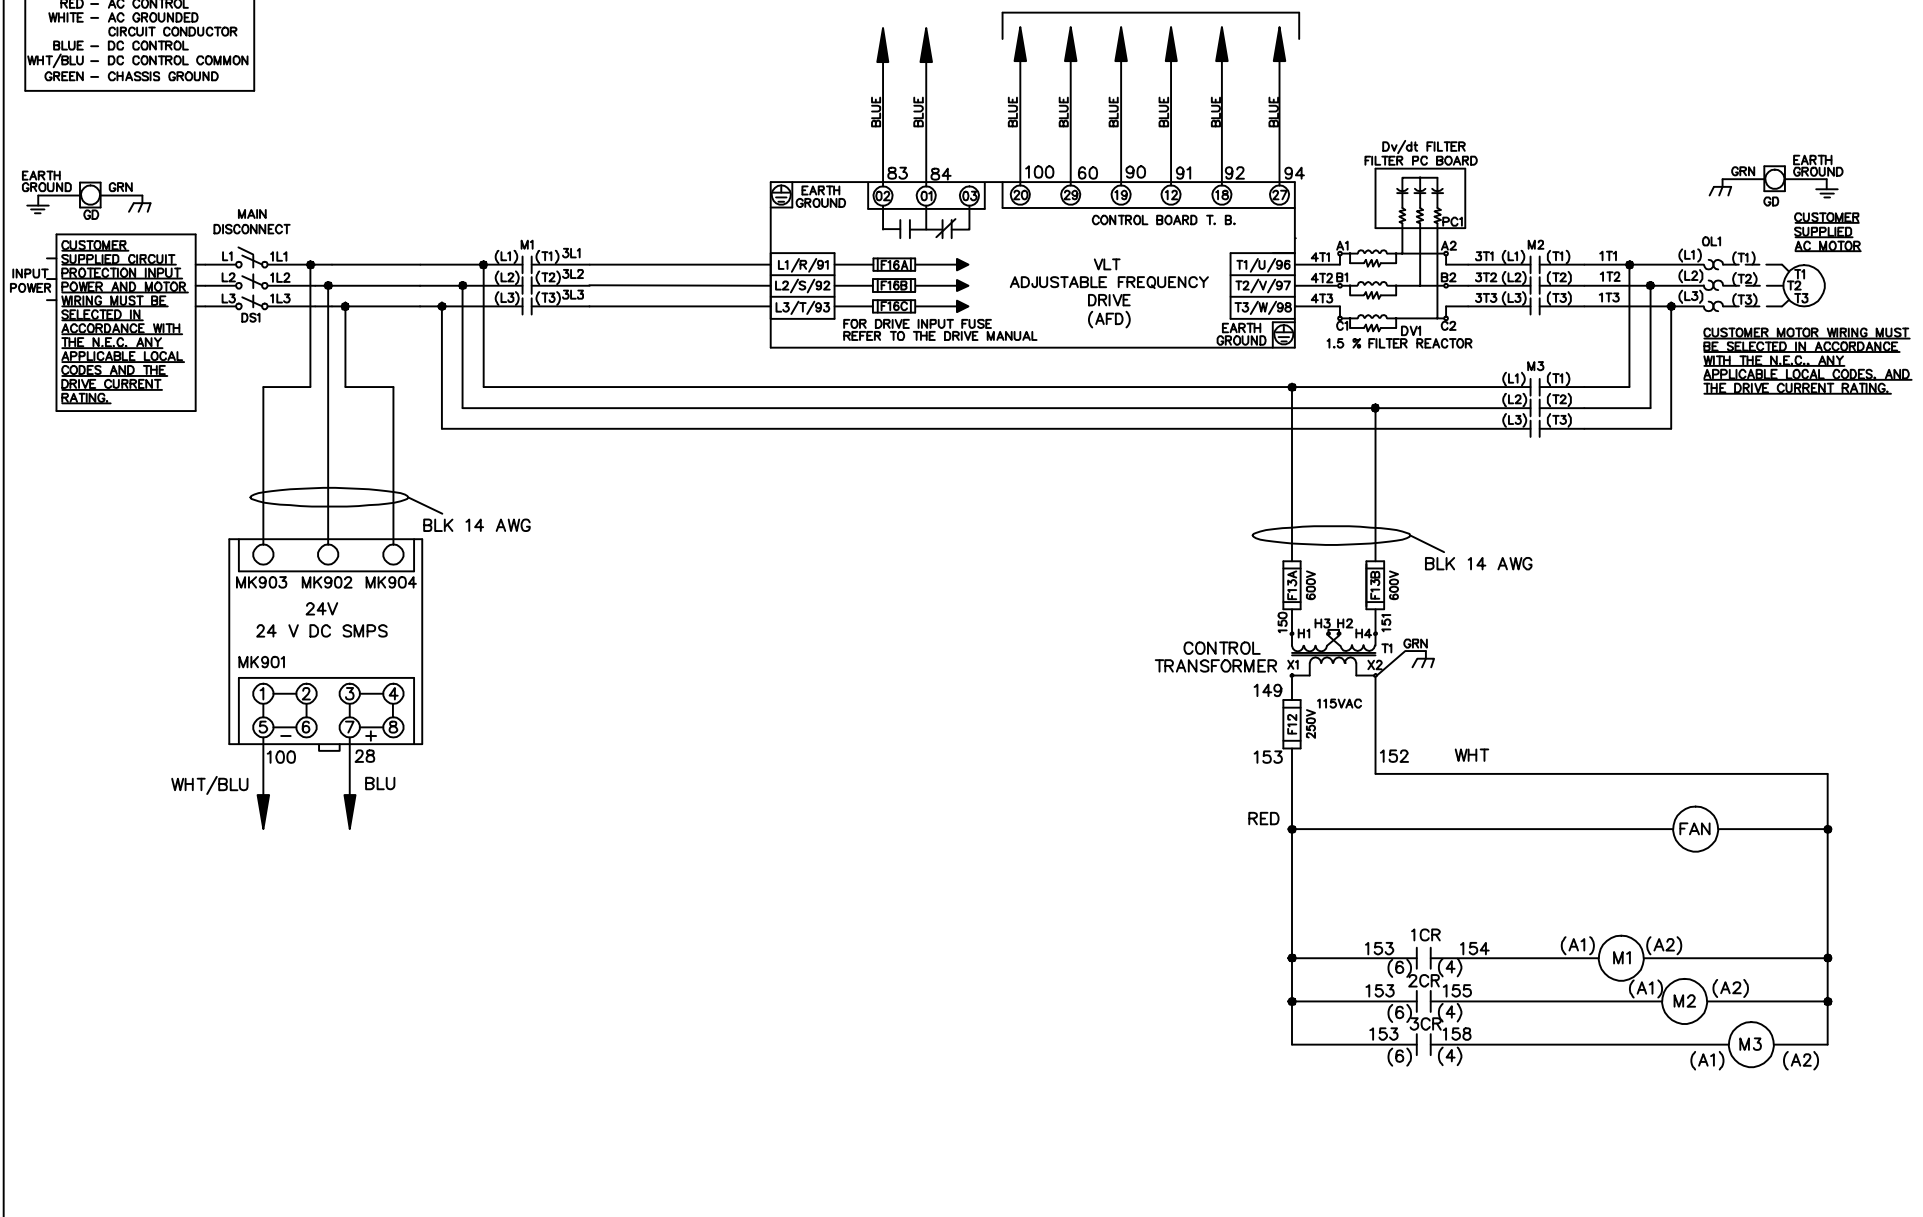 RED – AC CONTROL
WHITE – AC GROUNDED
CIRCUIT CONDUCTOR
BLUE – DC CONTROL
WHT/BLU – DC CONTROL COMMON
GREEN – CHASSIS GROUND
EARTH
GROUND
GRN
GD
MAIN
DISCONNECT
INPUT
POWER
CUSTOMER
SUPPLIED CIRCUIT
PROTECTION INPUT
POWER AND MOTOR
WIRING MUST BE
SELECTED IN
ACCORDANCE WITH
THE N.E.C. ANY
APPLICABLE LOCAL
CODES AND THE
DRIVE CURRENT
RATING.
L1 1L1
L2 1L2
L3 1L3
DS1
M1
(L1) (T1) 3L1
(L2) (T2) 3L2
(L3) (T3) 3L3
BLUE BLUE BLUE BLUE BLUE BLUE BLUE BLUE
83 84 100 60 90 91 92 94
EARTH
GROUND
02 01 03 20 29 19 12 18 27
CONTROL BOARD T. B.
L1/R/91 F16A
L2/S/92 F16B
L3/T/93 F16C
VLT
ADJUSTABLE FREQUENCY
DRIVE
(AFD)
FOR DRIVE INPUT FUSE
REFER TO THE DRIVE MANUAL
T1/U/96
T2/V/97
T3/W/98
EARTH
GROUND
Dv/dt FILTER
FILTER PC BOARD
PC1
4T1 A1 A2
4T2 B1 B2
4T3 C1 C2
DV1
1.5 % FILTER REACTOR
M2
3T1 (L1) (T1) 1T1
3T2 (L2) (T2) 1T2
3T3 (L3) (T3) 1T3
OL1
(L1) (T1)
(L2) (T2)
(L3) (T3)
T1
T2
T3
GRN
GD
EARTH
GROUND
CUSTOMER
SUPPLIED
AC MOTOR
CUSTOMER MOTOR WIRING MUST
BE SELECTED IN ACCORDANCE
WITH THE N.E.C., ANY
APPLICABLE LOCAL CODES, AND
THE DRIVE CURRENT RATING.
M3
(L1) (T1)
(L2) (T2)
(L3) (T3)
BLK 14 AWG
MK903 MK902 MK904
24V
24 V DC SMPS
MK901
1 2 3 4
5 6 7 8
– +
100 28
WHT/BLU BLU
BLK 14 AWG
F13A 600V F13B 600V
150 151
H1 H3 H2 H4
T1
GRN
CONTROL
TRANSFORMER
X1 X2
149
115VAC
F12 250V
153
152 WHT
RED
FAN
1CR
153 154 (A1) M1 (A2)
(6) (4)
2CR
153 155 (A1) M2 (A2)
(6) (4)
3CR
153 158 M3
(6) (4) (A1) (A2)